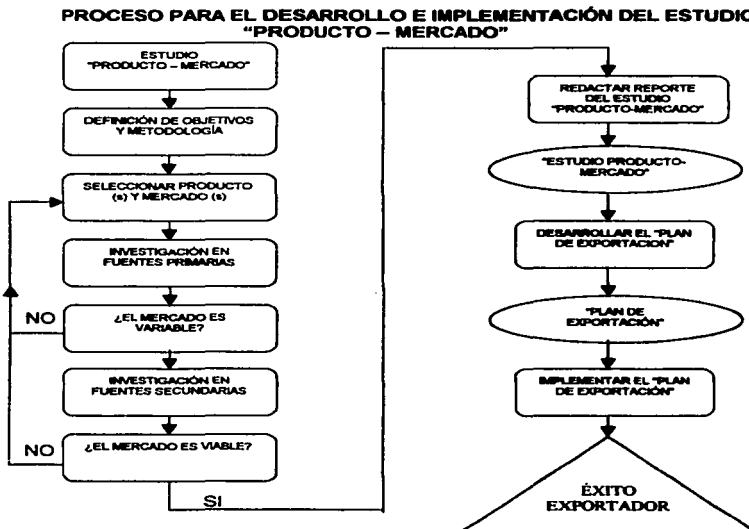 PROCESO PARA EL DESARROLLO E IMPLEMENTACIÓN DEL ESTUDIO
“PRODUCTO – MERCADO”
ESTUDIO
“PRODUCTO – MERCADO”
DEFINICIÓN DE OBJETIVOS
Y METODOLOGÍA
SELECCIONAR PRODUCTO
(s) Y MERCADO (s)
INVESTIGACIÓN EN
FUENTES PRIMARIAS
NO
¿EL MERCADO ES
VARIABLE?
INVESTIGACIÓN EN
FUENTES SECUNDARIAS
NO
¿EL MERCADO ES VIABLE?
SI
REDACTAR REPORTE
DEL ESTUDIO
“PRODUCTO-MERCADO”
“ESTUDIO PRODUCTO-
MERCADO”
DESARROLLAR EL “PLAN
DE EXPORTACION”
“PLAN DE
EXPORTACIÓN”
IMPLEMENTAR EL “PLAN
DE EXPORTACIÓN”
ÉXITO
EXPORTADOR